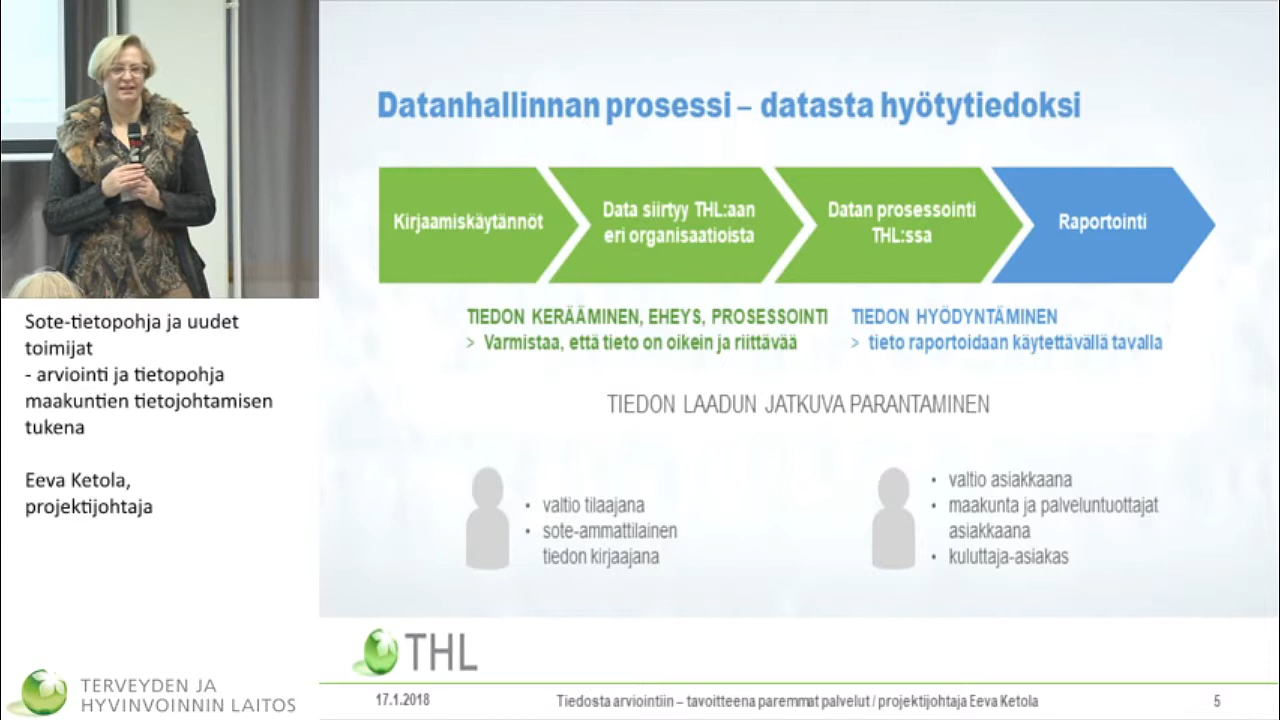 Datanhallinnan prosessi – datasta hyötytiedoksi
Kirjaamiskäytännöt
Data siirtyy THL:aan
eri organisaatioista
Datan prosessointi
THL:ssa
Raportointi
TIEDON KERÄÄMINEN, EHEYS, PROSESSOINTI
> Varmistaa, että tieto on oikein ja riittävää
TIEDON HYÖDYNTÄMINEN
> tieto raportoidaan käytettävällä tavalla
TIEDON LAADUN JATKUVA PARANTAMINEN
• valtio tilaajana
• sote-ammattilainen
tiedon kirjaajana
• valtio asiakkaana
• maakunta ja palveluntuottajat
asiakkaana
• kuluttaja-asiakas
Sote-tietopohja ja uudet
toimijat
- arviointi ja tietopohja
maakuntien tietojohtamisen
tukena
Eeva Ketola,
projektijohtaja
TERVEYDEN JA
HYVINVOINNIN LAITOS
THL
17.1.2018
Tiedosta arviointiin – tavoitteena paremmat palvelut / projektijohtaja Eeva Ketola
5